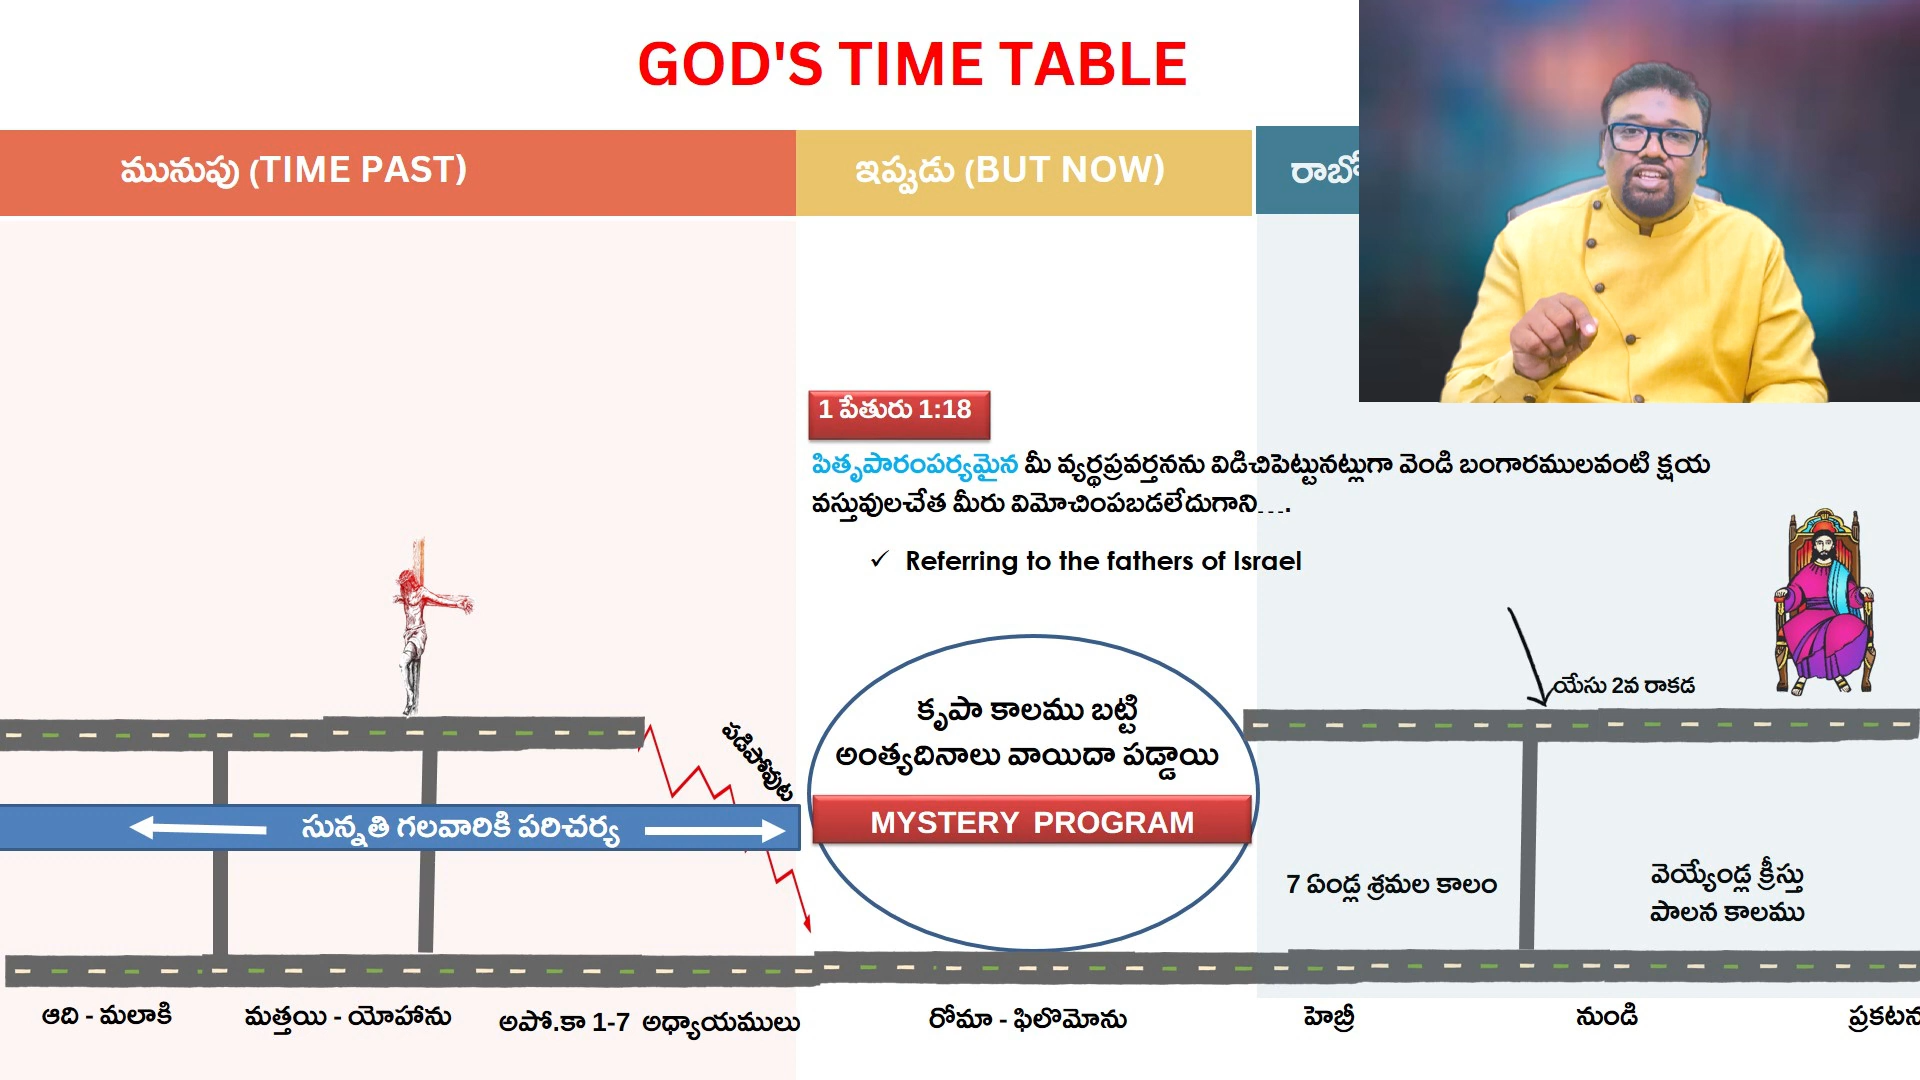 GOD'S TIME TABLE
మునుపు (TIME PAST)
ఇప్పుడు (BUT NOW)
1 పేతురు 1:18
పితృపారంపర్యమైన మీ వ్యర్థప్రవర్తనను విడిచిపెట్టునట్లుగా వెండి బంగారములవంటి క్షయ
వస్తువులచేత మీరు విమోచింపబడలేదుగాని….
✓ Referring to the fathers of Israel
యేసు 2వ రాకడ
కృపా కాలము బట్టి
అంత్యదినాలు వాయిదా పడ్డాయి
పడిపోవుట
సున్నతి గలవారికి పరిచర్య
MYSTERY PROGRAM
7 ఏండ్ల శ్రమల కాలం
వెయ్యేండ్ల క్రీస్తు
పాలన కాలము
ఆది - మలాకి
మత్తయి - యోహాను
అపో.కా 1-7 అధ్యాయములు
రోమా - ఫిలొమోను
హెబ్రీ
నుండి